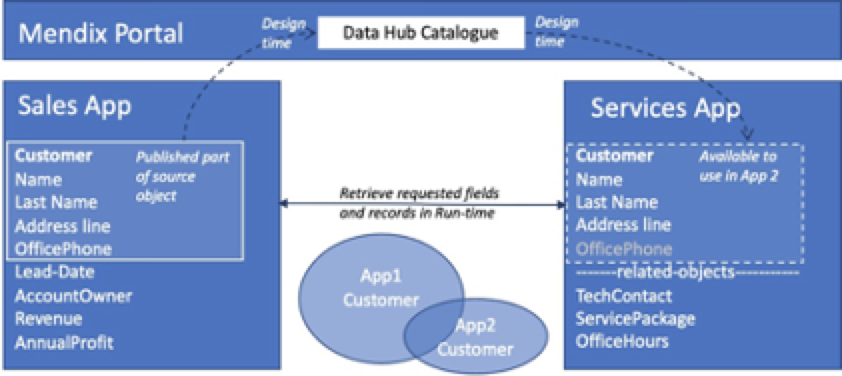 Mendix Portal
Design
time
Data Hub Catalogue
Design
time
Sales App
Customer
Name
Last Name
Address line
OfficePhone
Published part
of source
object
Lead-Date
AccountOwner
Revenue
AnnualProfit
Retrieve requested fields
and records in Run-time
App1
Customer
App2
Customer
Services App
Customer
Name
Last Name
Address line
OfficePhone
Available to
use in App 2
-------related-objects-----------
TechContact
ServicePackage
OfficeHours